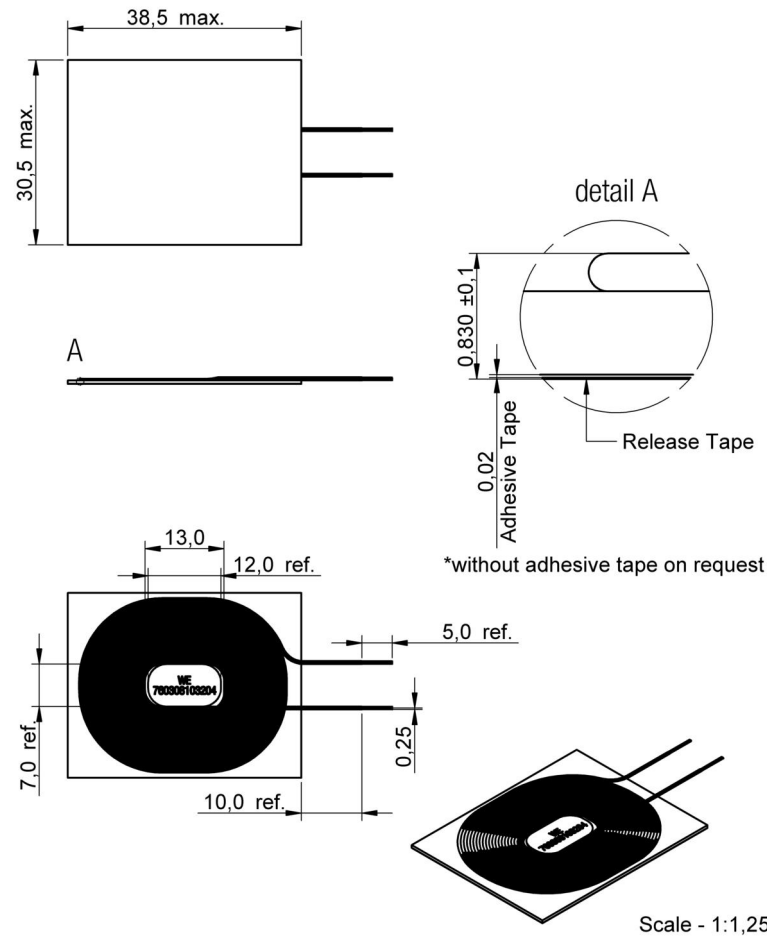 38,5 max.
30,5 max.
detail A
0,830 ±0,1
A
0,02
Adhesive Tape
Release Tape
*without adhesive tape on request
13,0
12,0 ref.
5,0 ref.
WE
760308103204
7,0 ref.
0,25
10,0 ref.
WE
760308103204
Scale - 1:1,25